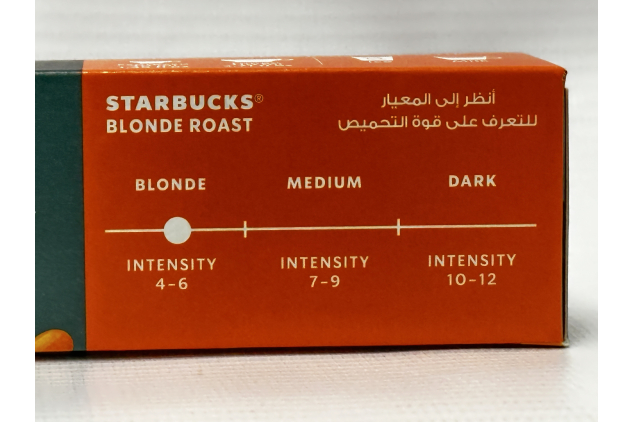 STARBUCKS®
BLONDE ROAST
أنظر إلى المعيار
للتعرف على قوة التحميص
BLONDE MEDIUM DARK
INTENSITY INTENSITY INTENSITY
4-6 7-9 10-12